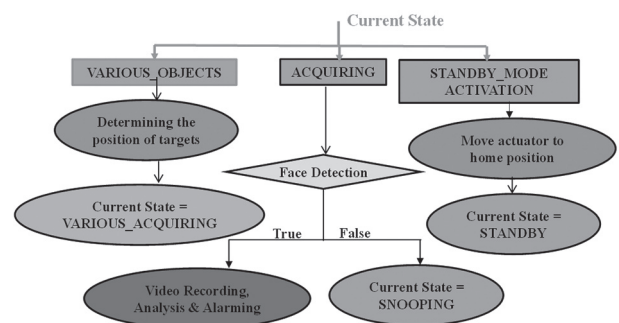 Current State
VARIOUS_OBJECTS
ACQUIRING
STANDBY_MODE
ACTIVATION
Determining the
position of targets
Move actuator to
home position
Face Detection
Current State =
VARIOUS_ACQUIRING
Current State =
STANDBY
True
False
Video Recording,
Analysis & Alarming
Current State =
SNOOPING